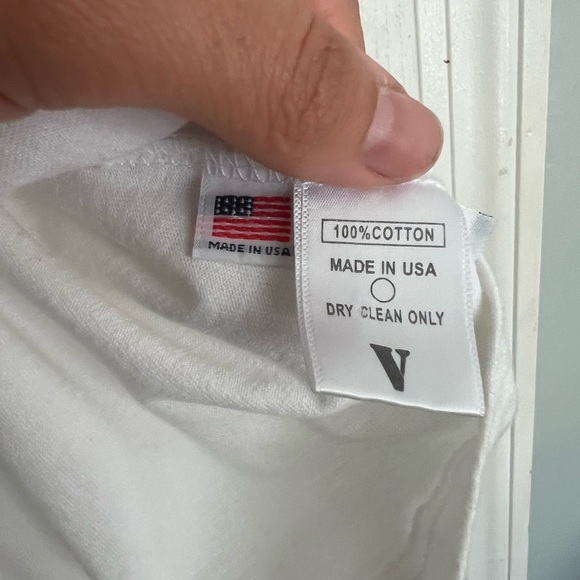 MADE IN USA
100%COTTON
MADE IN USA
DRY CLEAN ONLY
V